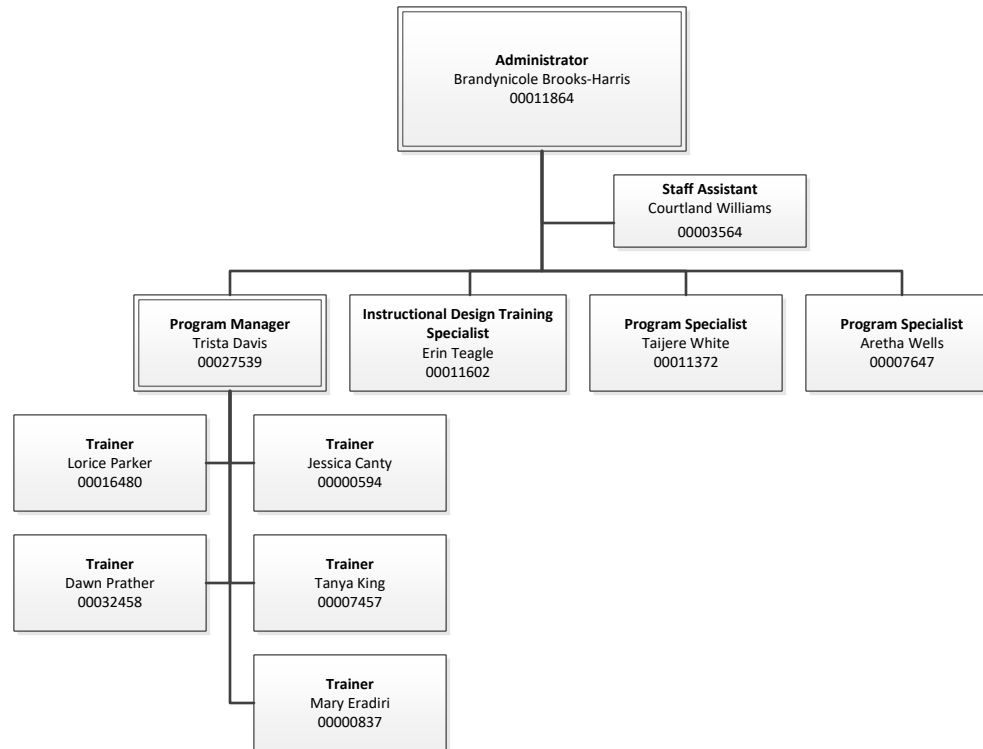 Administrator
Brandynicole Brooks-Harris
00011864
Staff Assistant
Courtland Williams
00003564
Program Manager
Trista Davis
00027539
Instructional Design Training
Specialist
Erin Teagle
00011602
Program Specialist
Taijere White
00011372
Program Specialist
Aretha Wells
00007647
Trainer
Lorice Parker
00016480
Trainer
Jessica Canty
00000594
Trainer
Dawn Prather
00032458
Trainer
Tanya King
00007457
Trainer
Mary Eradiri
00000837